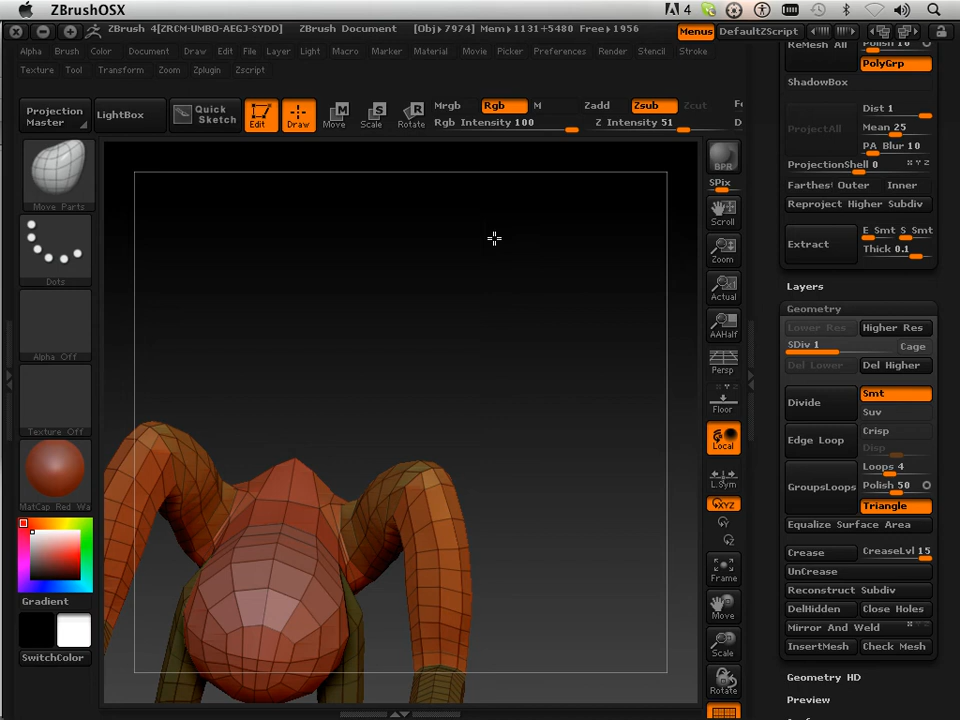 ZBrushOSX
4
ZBrush 4[ZRCM-UMBO-AEGJ-SYDD] ZBrush Document [Obj>7974] Mem>1131+5480 Free>1956 Menus DefaultZScript
Alpha Brush Color Document Draw Edit File Layer Light Macro Marker Material Movie Picker Preferences Render Stencil Stroke
Texture Tool Transform Zoom Zplugin Zscript
Projection Master
LightBox
Quick Sketch
Edit Draw Move Scale Rotate
Mrgb Rgb M Zadd Zsub Zcut
Rgb Intensity 100 Z Intensity 51
Move Parts
Dots
Alpha Off
Texture Off
MatCap Red Wa
Gradient
SwitchColor
BPR
SPix
Scroll
Zoom
Actual
AAHalf
Persp
Floor
Local
L.Sym
XYZ
Frame
Move
Scale
Rotate
ReMesh All Polish 10
PolyGrp
ShadowBox
ProjectAll
Dist 1
Mean 25
PA Blur 10
ProjectionShell 0
Farthes Outer Inner
Reproject Higher Subdiv
Extract
E Smt S Smt
Thick 0.1
Layers
Geometry
Lower Res Higher Res
SDiv 1 Cage
Del Lower Del Higher
Divide
Smt
Suv
Edge Loop
Crisp
Disp
GroupsLoops
Loops 4
Polish 50
Triangle
Equalize Surface Area
Crease CreaseLvl 15
UnCrease
Reconstruct Subdiv
DelHidden Close Holes
Mirror And Weld
InsertMesh Check Mesh
Geometry HD
Preview